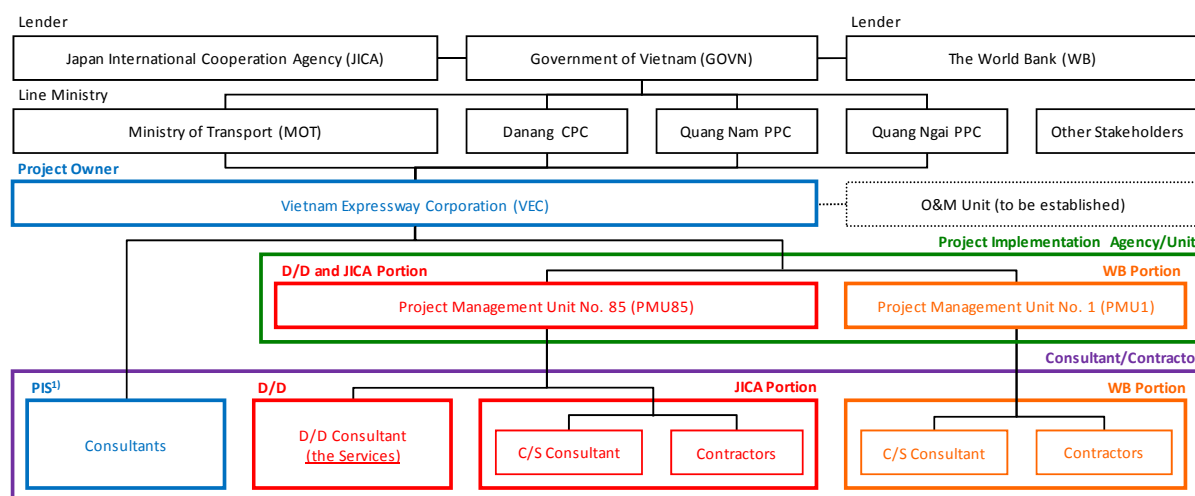 Lender
Lender
Japan International Cooperation Agency (JICA)
Government of Vietnam (GOVN)
The World Bank (WB)
Line Ministry
Ministry of Transport (MOT)
Danang CPC
Quang Nam PPC
Quang Ngai PPC
Other Stakeholders
Project Owner
Vietnam Expressway Corporation (VEC)
O&M Unit (to be established)
Project Implementation Agency/Unit
D/D and JICA Portion
WB Portion
Project Management Unit No. 85 (PMU85)
Project Management Unit No. 1 (PMU1)
Consultant/Contracto
PIS1)
D/D
JICA Portion
WB Portion
Consultants
D/D Consultant
(the Services)
C/S Consultant
Contractors
C/S Consultant
Contractors